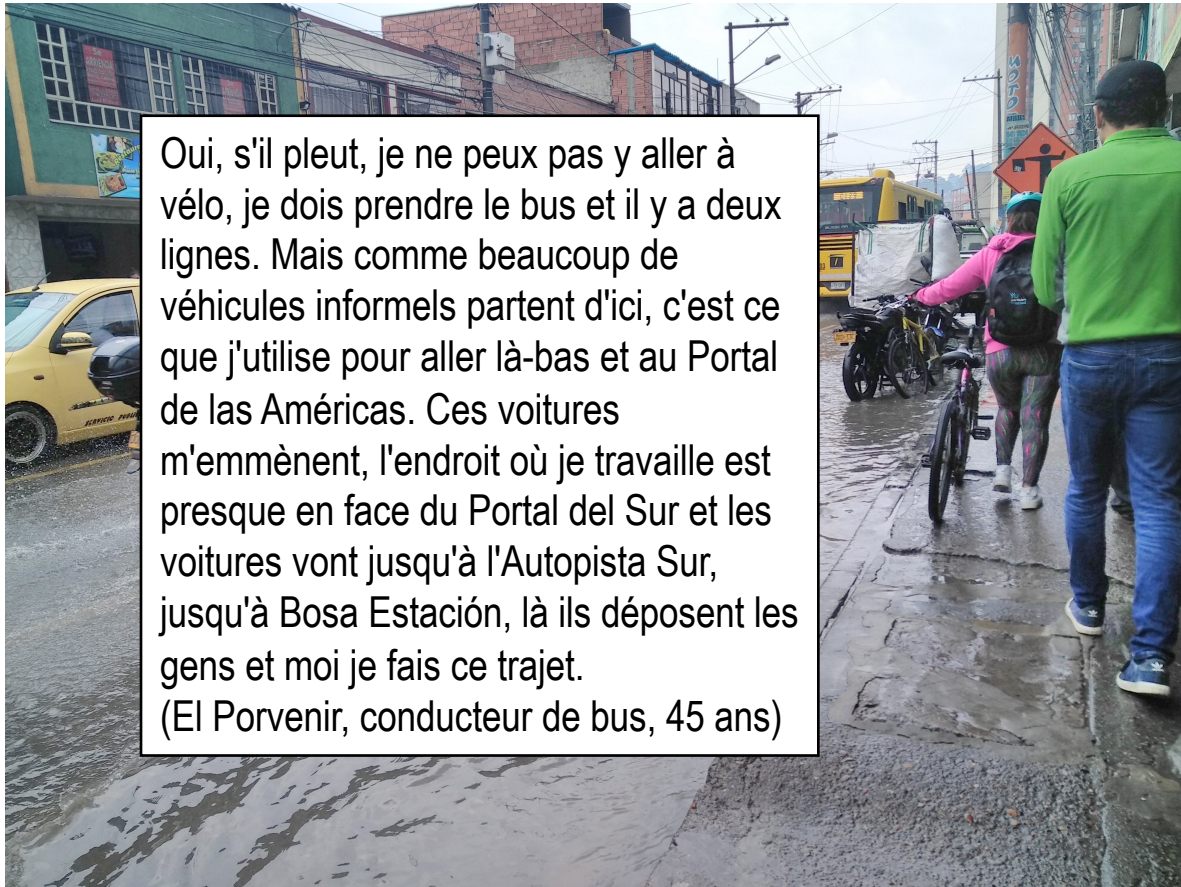 Oui, s'il pleut, je ne peux pas y aller à
vélo, je dois prendre le bus et il y a deux
lignes. Mais comme beaucoup de
véhicules informels partent d'ici, c'est ce
que j'utilise pour aller là-bas et au Portal
de las Américas. Ces voitures
m'emmènent, l'endroit où je travaille est
presque en face du Portal del Sur et les
voitures vont jusqu'à l'Autopista Sur,
jusqu'à Bosa Estación, là ils déposent les
gens et moi je fais ce trajet.
(El Porvenir, conducteur de bus, 45 ans)
MOTO
SERVICIO